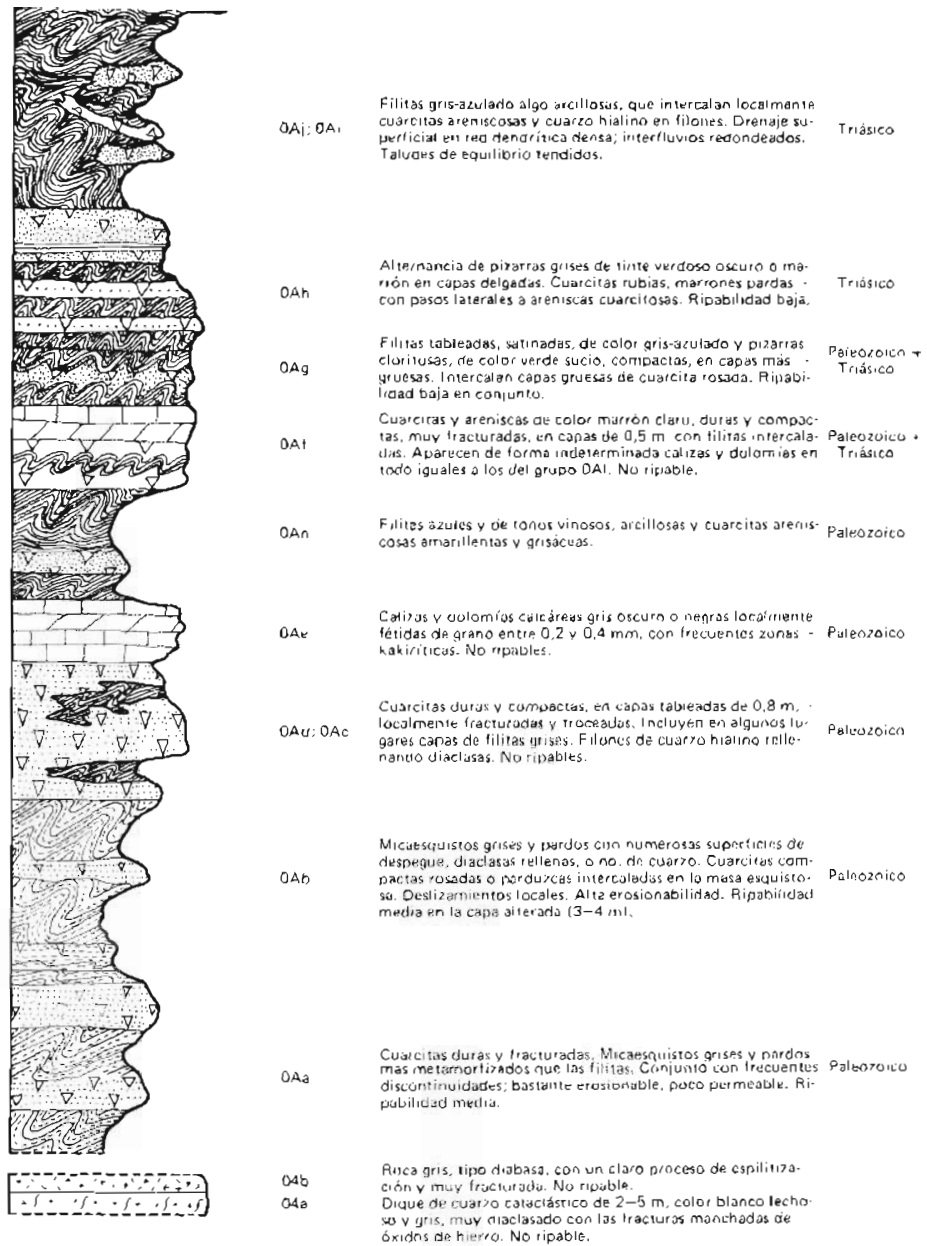 0Aj; 0Ai
Filitas gris-azulado algo arcillosas, que intercalan localmente
cuarcitas areniscosas y cuarzo hialino en filones. Drenaje su-
perficial en red dendrítica densa; interfluvios redondeados.
Taludes de equilibrio tendidos.
Triásico
0Ah
Alternancia de pizarras grises de tinte verdoso oscuro o ma-
rrón en capas delgadas. Cuarcitas rubias, marrones pardas -
con pasos laterales a areniscas cuarcitosas. Ripabilidad baja.
Triásico
0Ag
Filitas tableadas, satinadas, de color gris-azulado y pizarras
cloritosas, de color verde sucio, compactas, en capas más -
gruesas. Intercalan capas gruesas de cuarcita rosada. Ripabi-
lidad baja en conjunto.
Paleozoico +
Triásico
0Af
Cuarcitas y areniscas de color marrón claro, duras y compac-
tas, muy fracturadas, en capas de 0,5 m con filitas intercala-
das. Aparecen de forma indeterminada calizas y dolomías en
todo iguales a los del grupo 0AI. No ripable.
Paleozoico +
Triásico
0An
Filites azules y de tonos vinosos, arcillosas y cuarcitas arenis-
cosas amarillentas y grisáceas.
Paleozoico
0Ae
Calizas y dolomías calcáreas gris oscuro o negras localmente
fétidas de grano entre 0,2 y 0,4 mm, con frecuentes zonas -
kakiríticas. No ripables.
Paleozoico
0Ad; 0Ac
Cuarcitas duras y compactas, en capas tableadas de 0,8 m, -
localmente fracturadas y troceadas. Incluyen en algunos lu-
gares capas de filitas grises. Filones de cuarzo hialino relle-
nando diaclasas. No ripables.
Paleozoico
0Ab
Micaesquistos grises y pardos con numerosas superficies de
despegue, diaclasas rellenas, o no, de cuarzo. Cuarcitas com-
pactas rosadas o parduzcas intercaladas en la masa esquisto-
sa. Deslizamientos locales. Alta erosionabilidad. Ripabilidad
media en la capa alterada (3-4 m).
Paleozoico
0Aa
Cuarcitas duras y fracturadas. Micaesquistos grises y pardos
más metamorfizados que las filitas. Conjunto con frecuentes
discontinuidades; bastante erosionable, poco permeable. Ri-
pabilidad media.
Paleozoico
04b
Roca gris, tipo diabasa, con un claro proceso de espilitiza-
ción y muy fracturada. No ripable.
04a
Dique de cuarzo cataclástico de 2-5 m, color blanco lecho-
so y gris, muy diaclasado con las fracturas manchadas de
óxidos de hierro. No ripable.